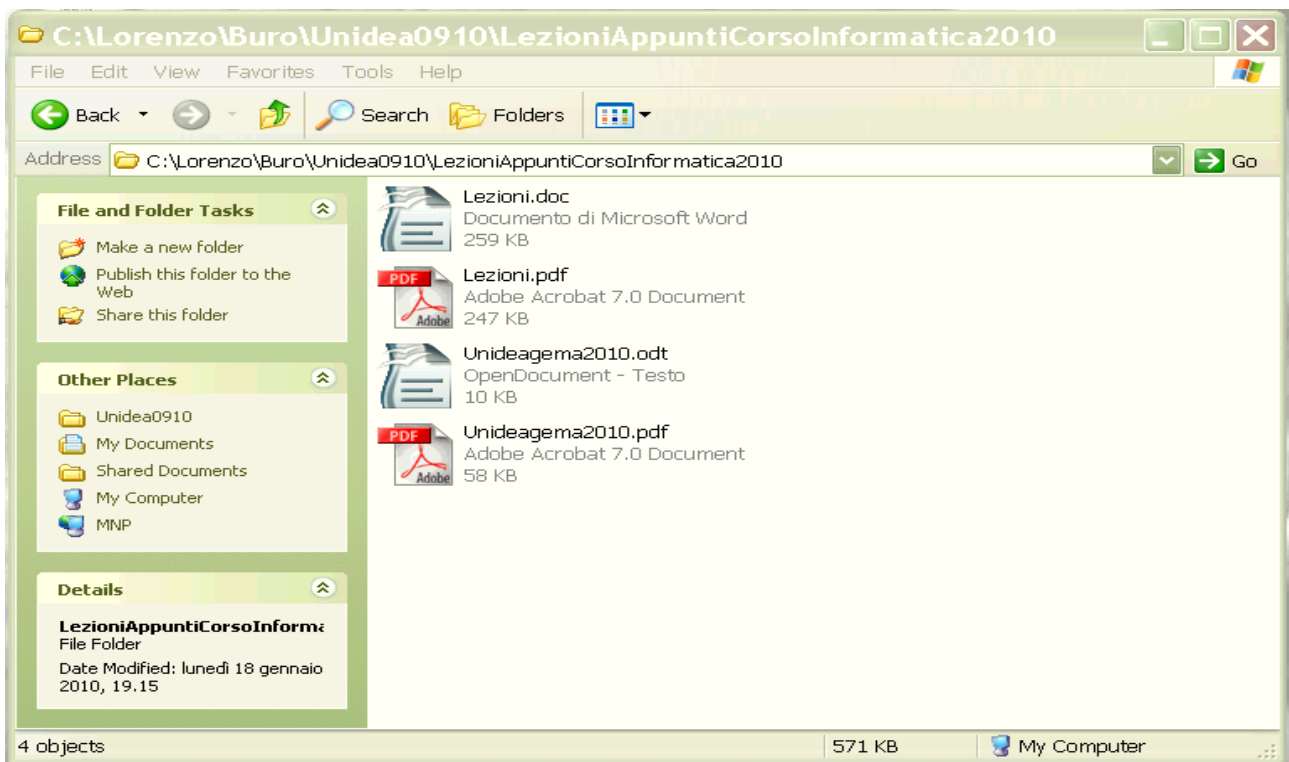 C:\Lorenzo\Buro\Unidea0910\LezioniAppuntiCorsoInformatica2010
File Edit View Favorites Tools Help
Back Search Folders
Address C:\Lorenzo\Buro\Unidea0910\LezioniAppuntiCorsoInformatica2010 Go
File and Folder Tasks
Make a new folder
Publish this folder to the
Web
Share this folder
Other Places
Unidea0910
My Documents
Shared Documents
My Computer
MNP
Details
LezioniAppuntiCorsoInforma
File Folder
Date Modified: lunedì 18 gennaio
2010, 19.15
Lezioni.doc
Documento di Microsoft Word
259 KB
PDF
Adobe
Lezioni.pdf
Adobe Acrobat 7.0 Document
247 KB
Unideagema2010.odt
OpenDocument - Testo
10 KB
PDF
Adobe
Unideagema2010.pdf
Adobe Acrobat 7.0 Document
58 KB
4 objects 571 KB My Computer